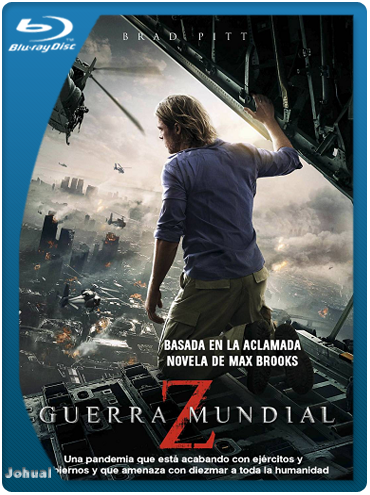 Blu-ray Disc
BRAD PITT
BASADA EN LA ACLAMADA
NOVELA DE MAX BROOKS
GUERRA Z MUNDIAL
Una pandemia que está acabando con ejércitos y
iernos y que amenaza con diezmar a toda la humanidad
Johual